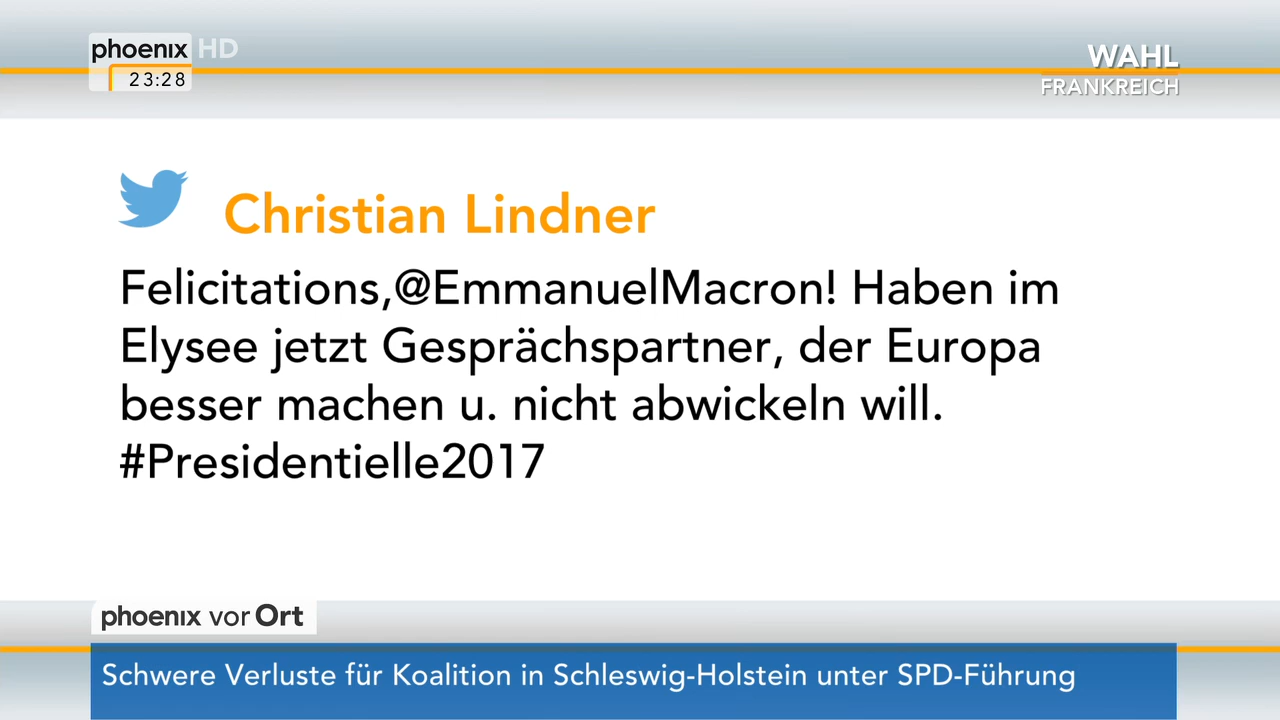 phoenix HD
23:28
WAHL
FRANKREICH
Christian Lindner
Felicitations,@EmmanuelMacron! Haben im
Elysee jetzt Gesprächspartner, der Europa
besser machen u. nicht abwickeln will.
#Presidentielle2017
phoenix vor Ort
Schwere Verluste für Koalition in Schleswig-Holstein unter SPD-Führung